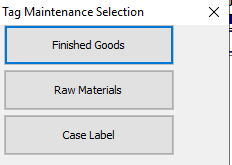 Tag Maintenance Selection
Finished Goods
Raw Materials
Case Label